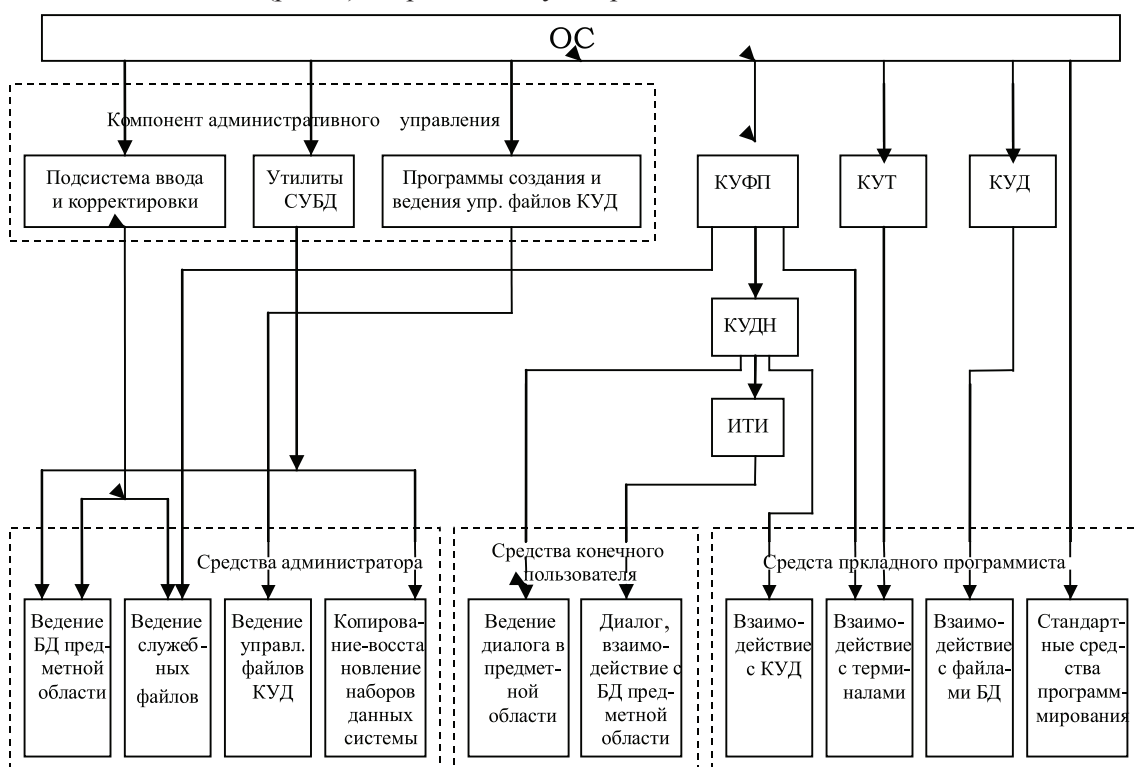 ОС
Компонент административного управления
Подсистема ввода
и корректировки
Утилиты
СУБД
Программы создания и
ведения упр. файлов КУД
КУФП
КУТ
КУД
КУДН
ИТИ
Средства администратора
Средства конечного
пользователя
Средста пркладного программиста
Ведение
БД пред-
метной
области
Ведение
служеб-
ных
файлов
Ведение
управл.
файлов
КУД
Копирова-
ние-восста
новление
наборов
данных
системы
Ведение
диалога в
предмет-
ной
области
Диалог,
взаимо-
действие с
БД пред-
метной
области
Взаимо-
действие
с КУД
Взаимо-
действие
с терми-
налами
Взаимо-
действие
с файла-
ми БД
Стандарт-
ные сред-
ства
програм-
мирования